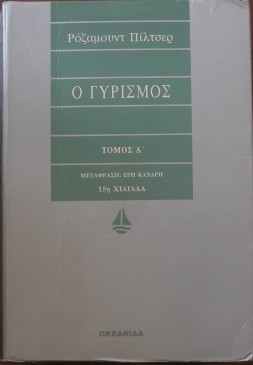 Ρόζαμουντ Πίλτσερ
Ο ΓΥΡΙΣΜΟΣ
ΤΟΜΟΣ Α΄
ΜΕΤΑΦΡΑΣΗ: ΕΡΗ ΚΑΝΔΡΗ
15η ΧΙΛΙΑΔΑ
ΩΚΕΑΝΙΔΑ